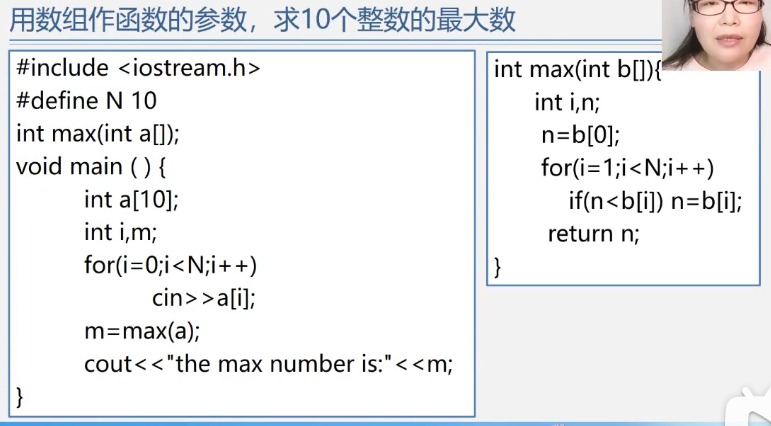 用数组作函数的参数，求10个整数的最大数
#include <iostream.h>
#define N 10
int max(int a[]);
void main ( ) {
int a[10];
int i,m;
for(i=0;i<N;i++)
cin>>a[i];
m=max(a);
cout<<"the max number is:"<<m;
}
int max(int b[]){
int i,n;
n=b[0];
for(i=1;i<N;i++)
if(n<b[i]) n=b[i];
return n;
}